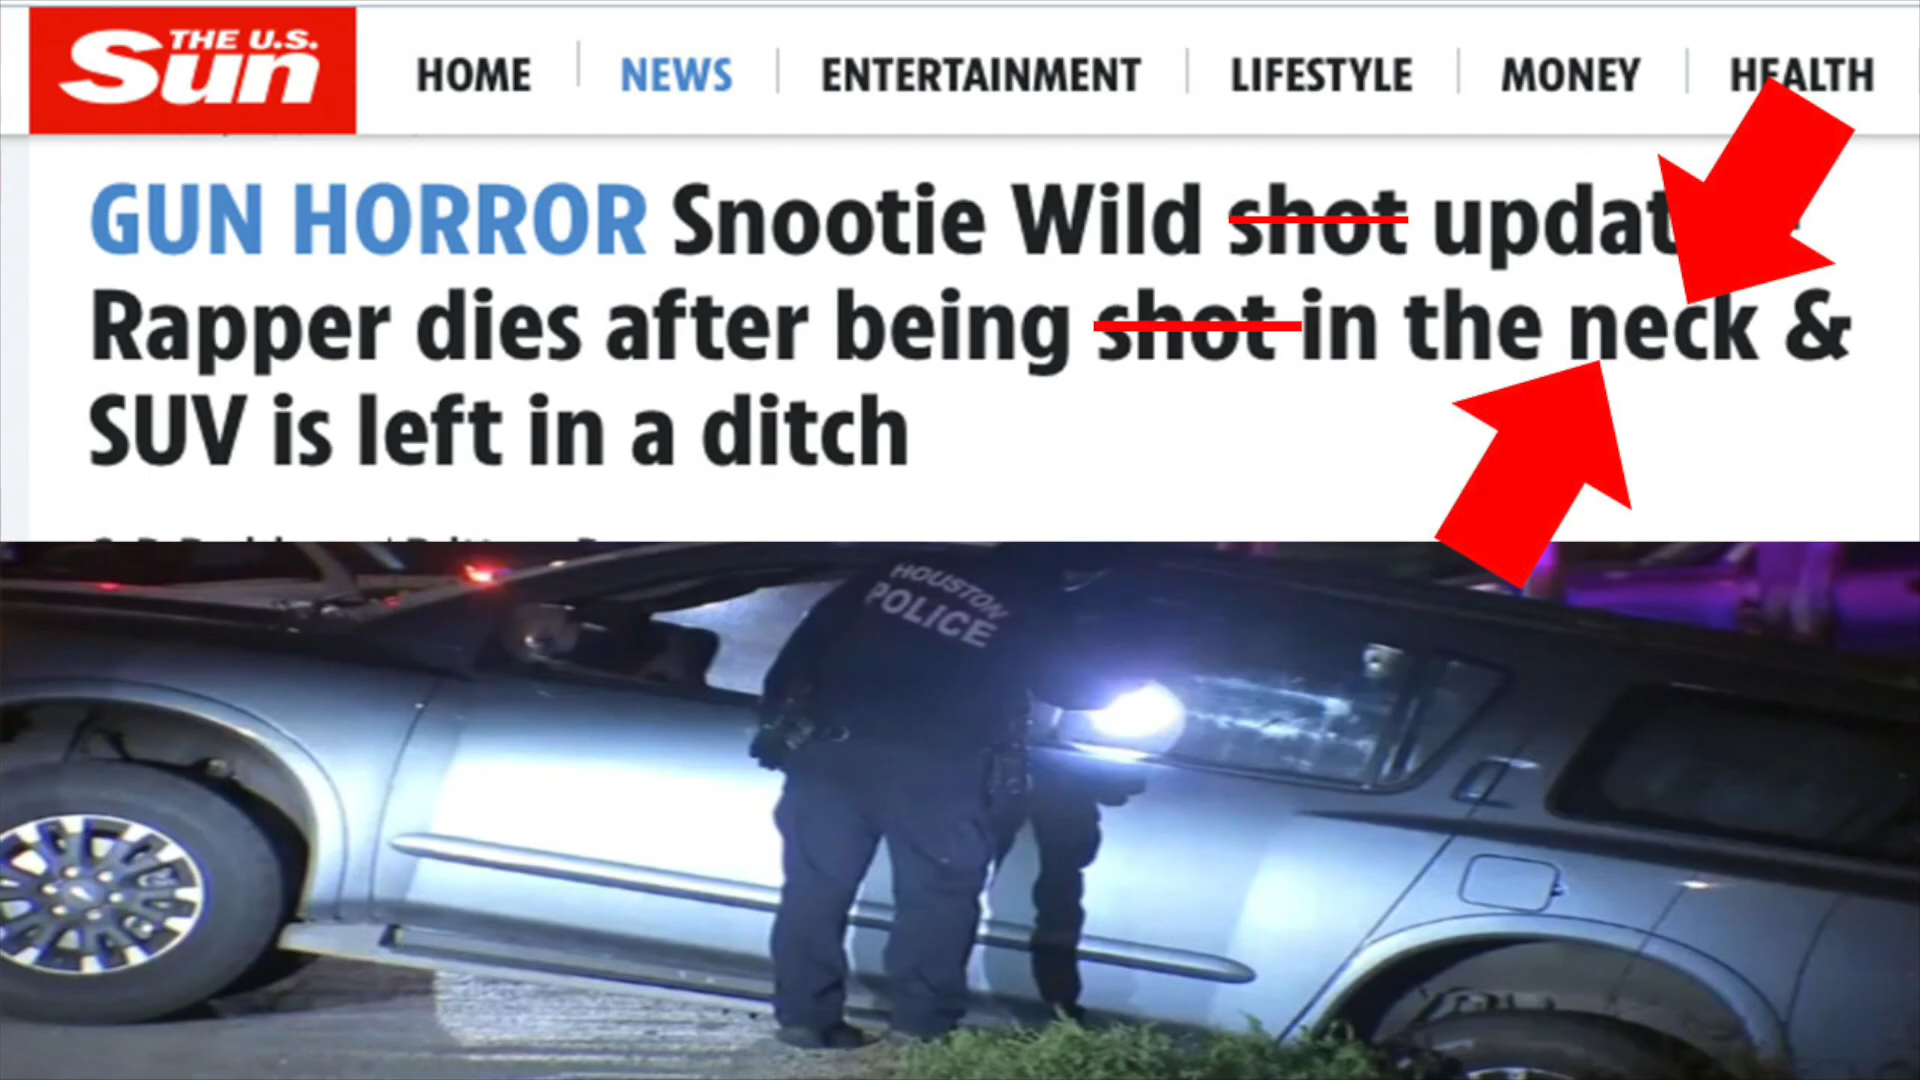 THE U.S.
Sun
HOME NEWS ENTERTAINMENT LIFESTYLE MONEY HEALTH
GUN HORROR Snootie Wild shot updat
Rapper dies after being shot in the neck &
SUV is left in a ditch
HOUSTON
POLICE